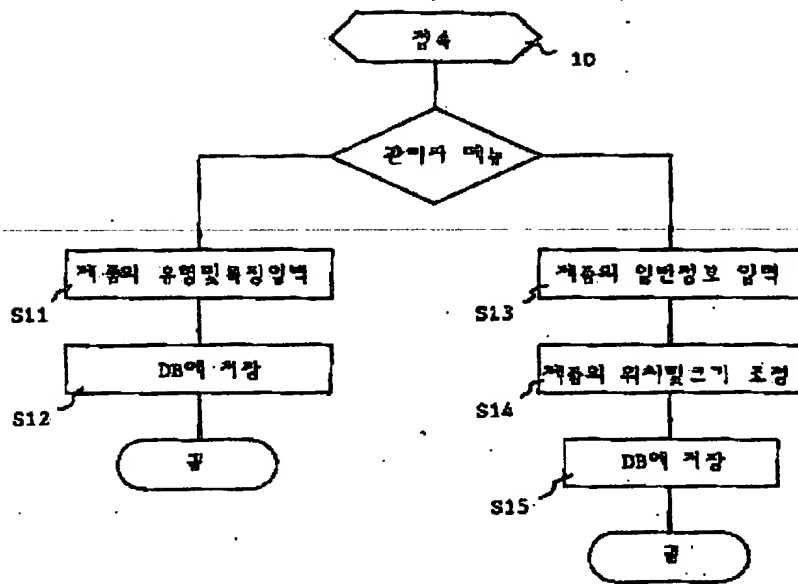 접속
10
관리자 메뉴
제품의 유형및특징입력
S11
DB에 저장
S12
끝
제품의 일반정보 입력
S13
제품의 위치및크기 조정
S14
DB에 저장
S15
끝